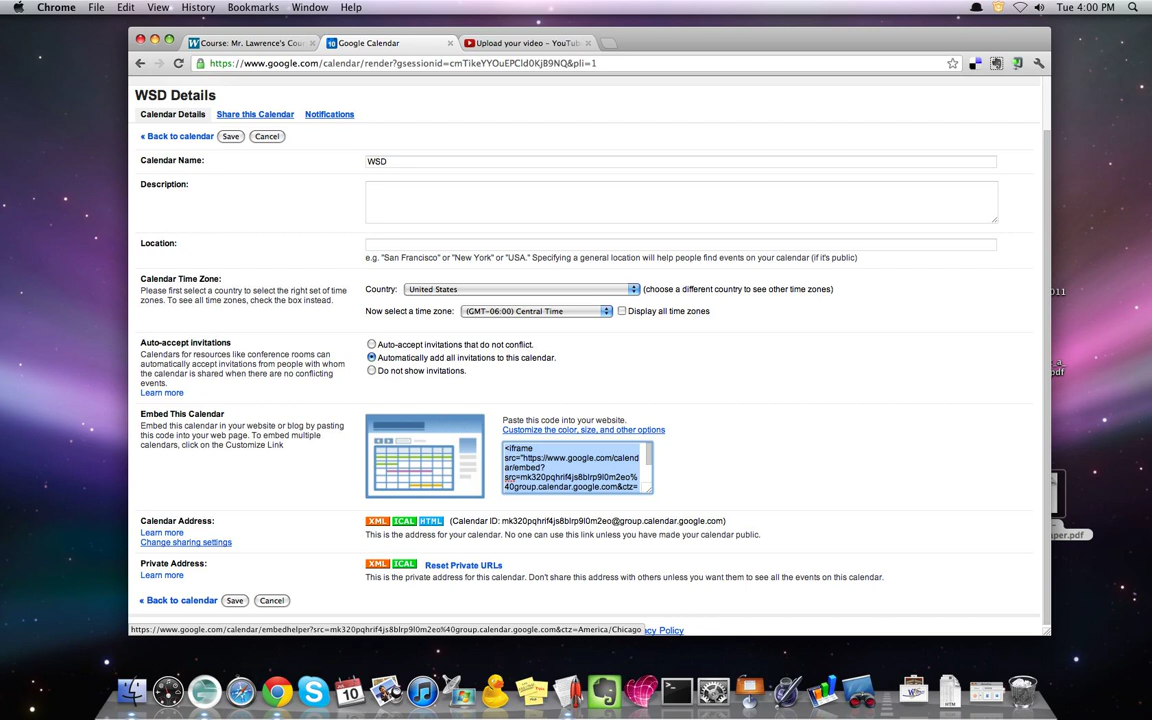 Chrome File Edit View History Bookmarks Window Help Tue 4:00 PM
Course: Mr. Lawrence's Cou
Google Calendar
Upload your video – YouTub
https://www.google.com/calendar/render?gsessionid=cmTikeYYOuEPCld0KjB9NQ&pli=1
WSD Details
Calendar Details Share this Calendar Notifications
« Back to calendar Save Cancel
Calendar Name: WSD
Description:
Location:
e.g. "San Francisco" or "New York" or "USA." Specifying a general location will help people find events on your calendar (if it's public)
Calendar Time Zone:
Please first select a country to select the right set of time
zones. To see all time zones, check the box instead.
Country: United States (choose a different country to see other time zones)
Now select a time zone: (GMT-06:00) Central Time Display all time zones
Auto-accept invitations
Calendars for resources like conference rooms can
automatically accept invitations from people with whom
the calendar is shared when there are no conflicting
events.
Learn more
Auto-accept invitations that do not conflict.
Automatically add all invitations to this calendar.
Do not show invitations.
Embed This Calendar
Embed this calendar in your website or blog by pasting
this code into your web page. To embed multiple
calendars, click on the Customize Link
Paste this code into your website.
Customize the color, size, and other options
<iframe
src="https://www.google.com/calend
ar/embed?
src=mk320pqhrif4js8blrp9l0m2eo%
40group.calendar.google.com&ctz=
Calendar Address:
Learn more
Change sharing settings
XML ICAL HTML (Calendar ID: mk320pqhrif4js8blrp9l0m2eo@group.calendar.google.com)
This is the address for your calendar. No one can use this link unless you have made your calendar public.
Private Address:
Learn more
XML ICAL Reset Private URLs
This is the private address for this calendar. Don't share this address with others unless you want them to see all the events on this calendar.
« Back to calendar Save Cancel
https://www.google.com/calendar/embedhelper?src=mk320pqhrif4js8blrp9l0m2eo%40group.calendar.google.com&ctz=America/Chicago
cy Policy
011
pdf
per.pdf
10